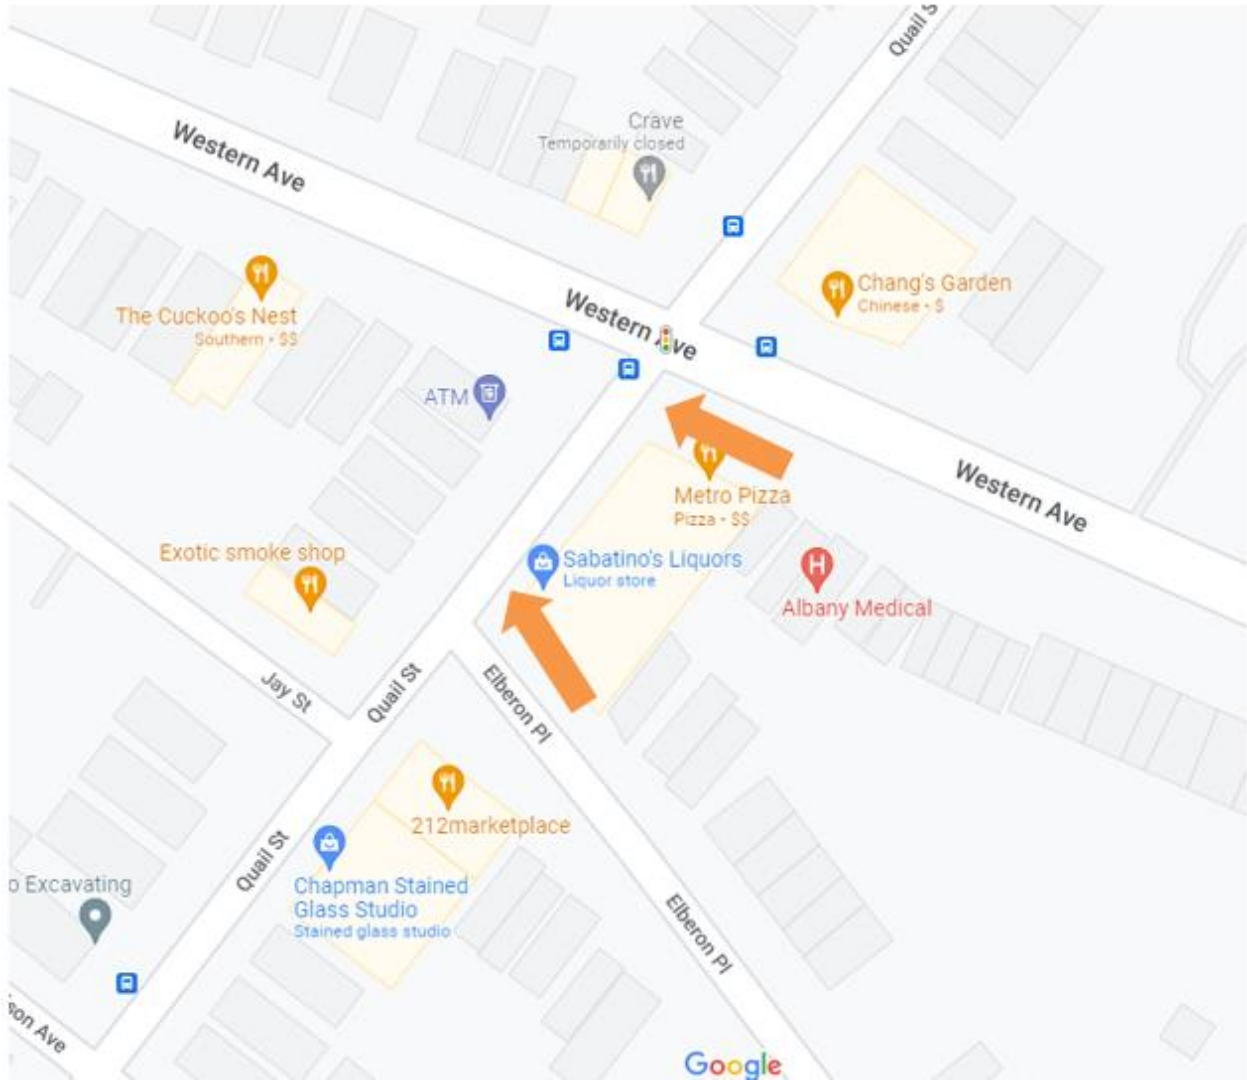 Quail S
Crave
Temporarily closed
Western Ave
Chang's Garden
Chinese • $
The Cuckoo's Nest
Southern • $$
Western Ave
ATM
Metro Pizza
Pizza • $$
Western Ave
Exotic smoke shop
Sabatino's Liquors
Liquor store
Albany Medical
Jay St
Quail St
Elberon Pl
212marketplace
Quail St
o Excavating
Chapman Stained
Glass Studio
Stained glass studio
Elberon Pl
son Ave
Google